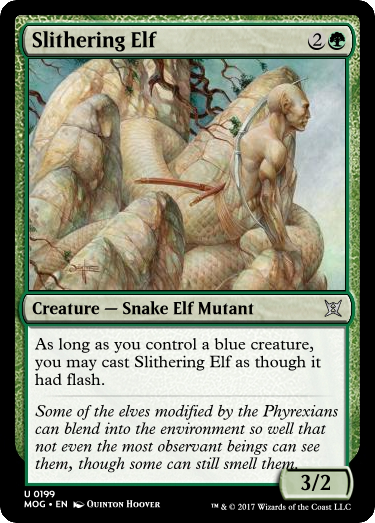 Slithering Elf 2
Creature — Snake Elf Mutant
As long as you control a blue creature,
you may cast Slithering Elf as though it
had flash.
Some of the elves modified by the Phyrexians
can blend into the environment so well that
not even the most observant beings can see
them, though some can still smell them.
3/2
U 0199
MOG • EN Quinton Hoover
™ & © 2017 Wizards of the Coast LLC